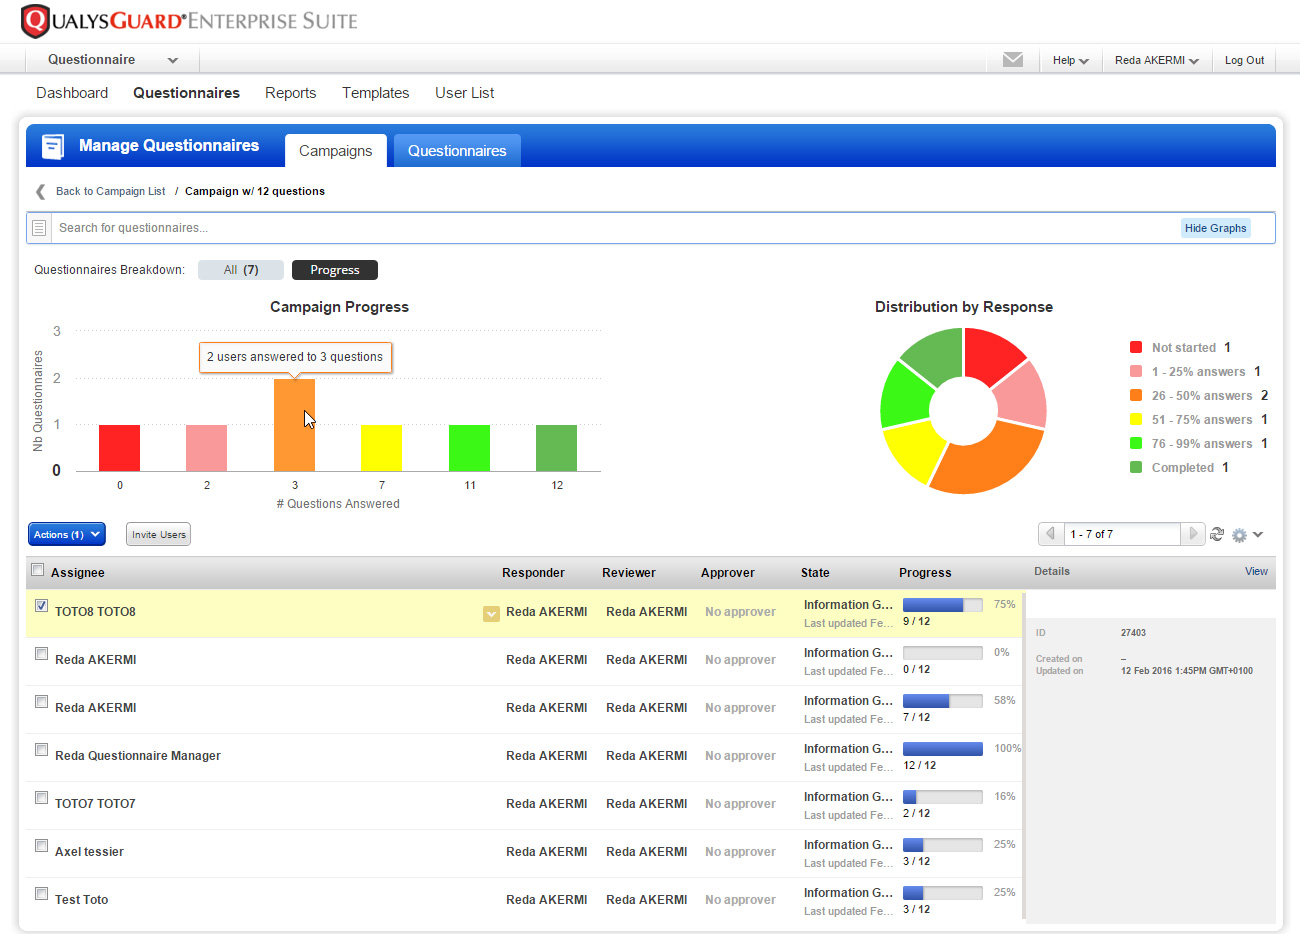 QUALYSGUARD® ENTERPRISE SUITE
Questionnaire Help Reda AKERMI Log Out
Dashboard Questionnaires Reports Templates User List
Manage Questionnaires Campaigns Questionnaires
Back to Campaign List / Campaign w/ 12 questions
Search for questionnaires... Hide Graphs
Questionnaires Breakdown: All (7) Progress
Campaign Progress
3
2
1
0
Nb Questionnaires
2 users answered to 3 questions
0 2 3 7 11 12
# Questions Answered
Distribution by Response
Not started 1
1 - 25% answers 1
26 - 50% answers 2
51 - 75% answers 1
76 - 99% answers 1
Completed 1
Actions (1) Invite Users 1 - 7 of 7
Assignee Responder Reviewer Approver State Progress Details View
TOTO8 TOTO8 Reda AKERMI Reda AKERMI No approver Information G... 75%
Last updated Fe... 9 / 12
Reda AKERMI Reda AKERMI Reda AKERMI No approver Information G... 0%
Last updated Fe... 0 / 12
Reda AKERMI Reda AKERMI Reda AKERMI No approver Information G... 58%
Last updated Fe... 7 / 12
Reda Questionnaire Manager Reda AKERMI Reda AKERMI No approver Information G... 100%
Last updated Fe... 12 / 12
TOTO7 TOTO7 Reda AKERMI Reda AKERMI No approver Information G... 16%
Last updated Fe... 2 / 12
Axel tessier Reda AKERMI Reda AKERMI No approver Information G... 25%
Last updated Fe... 3 / 12
Test Toto Reda AKERMI Reda AKERMI No approver Information G... 25%
Last updated Fe... 3 / 12
ID 27403
Created on –
Updated on 12 Feb 2016 1:45PM GMT+0100